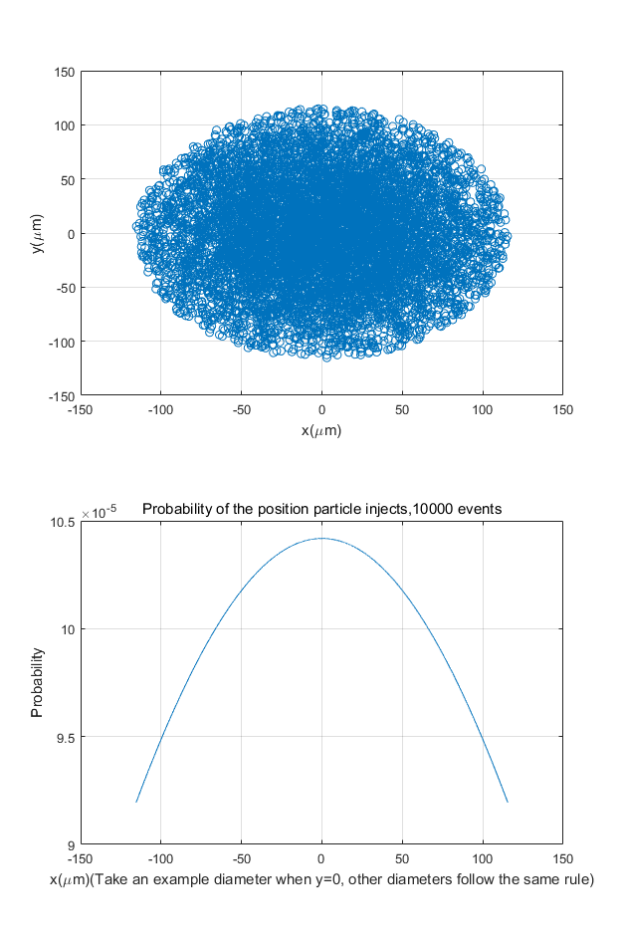 150
100
50
y(μm)
0
-50
-100
-150
-150 -100 -50 0 50 100 150
x(μm)
×10-5
Probability of the position particle injects,10000 events
10.5
10
Probability
9.5
9
-150 -100 -50 0 50 100 150
x(μm)(Take an example diameter when y=0, other diameters follow the same rule)